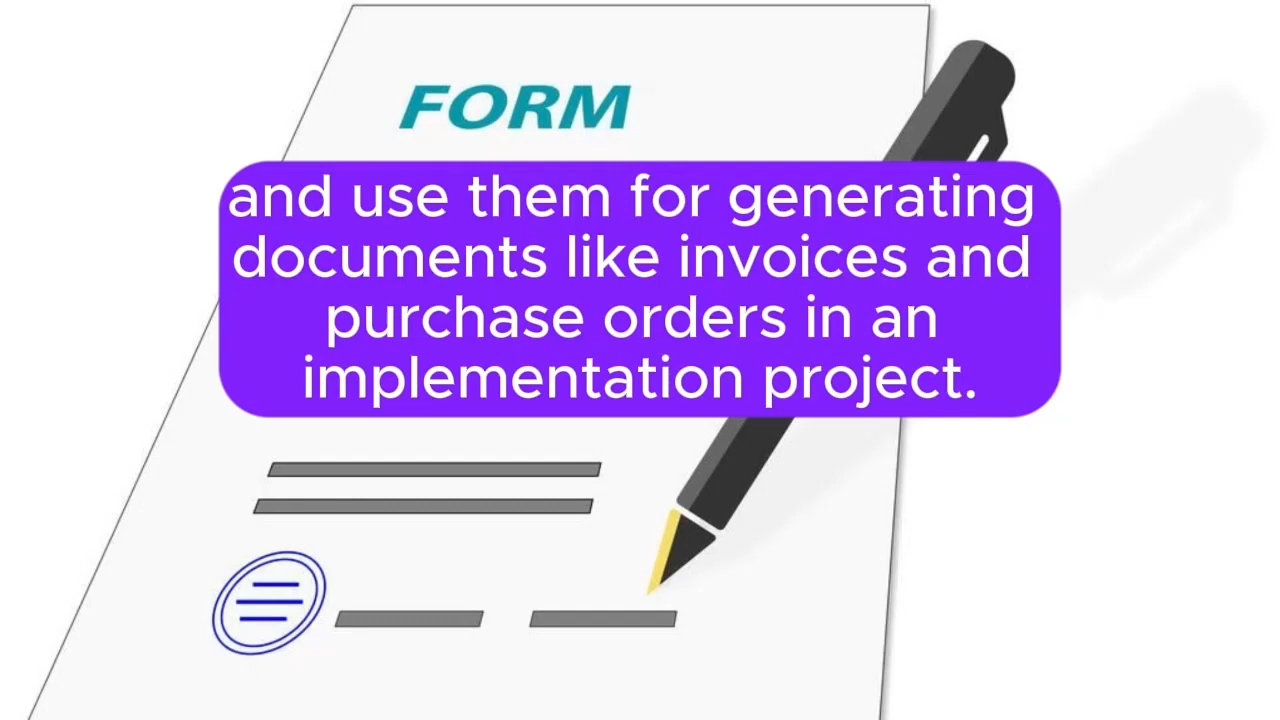 FORM
and use them for generating
documents like invoices and
purchase orders in an
implementation project.